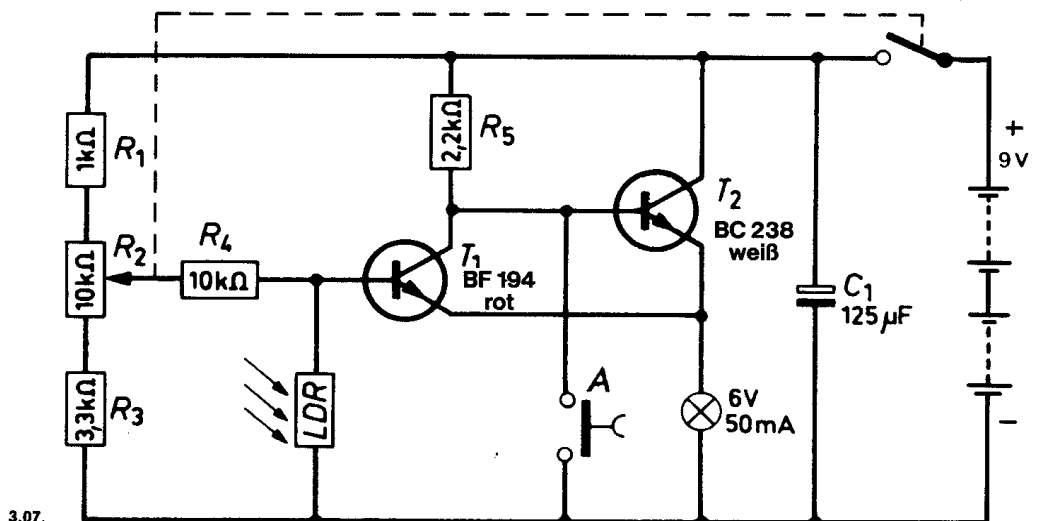 1kΩ
R1
10kΩ
R2
3,3kΩ
R3
R4
10kΩ
2,2kΩ
R5
T1
BF 194
rot
LDR
A
T2
BC 238
weiß
6V
50mA
C1
125µF
+
9V
−
3.07.